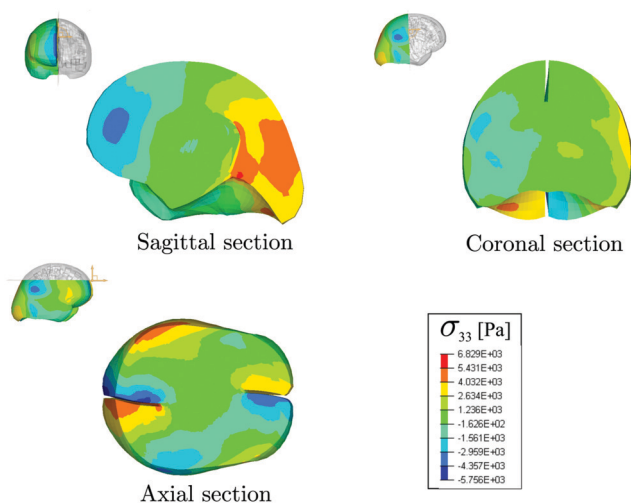 Sagittal section
Coronal section
Axial section
σ33 [Pa]
6.829E+03
5.431E+03
4.032E+03
2.634E+03
1.236E+03
-1.626E+02
-1.561E+03
-2.959E+03
-4.357E+03
-5.756E+03